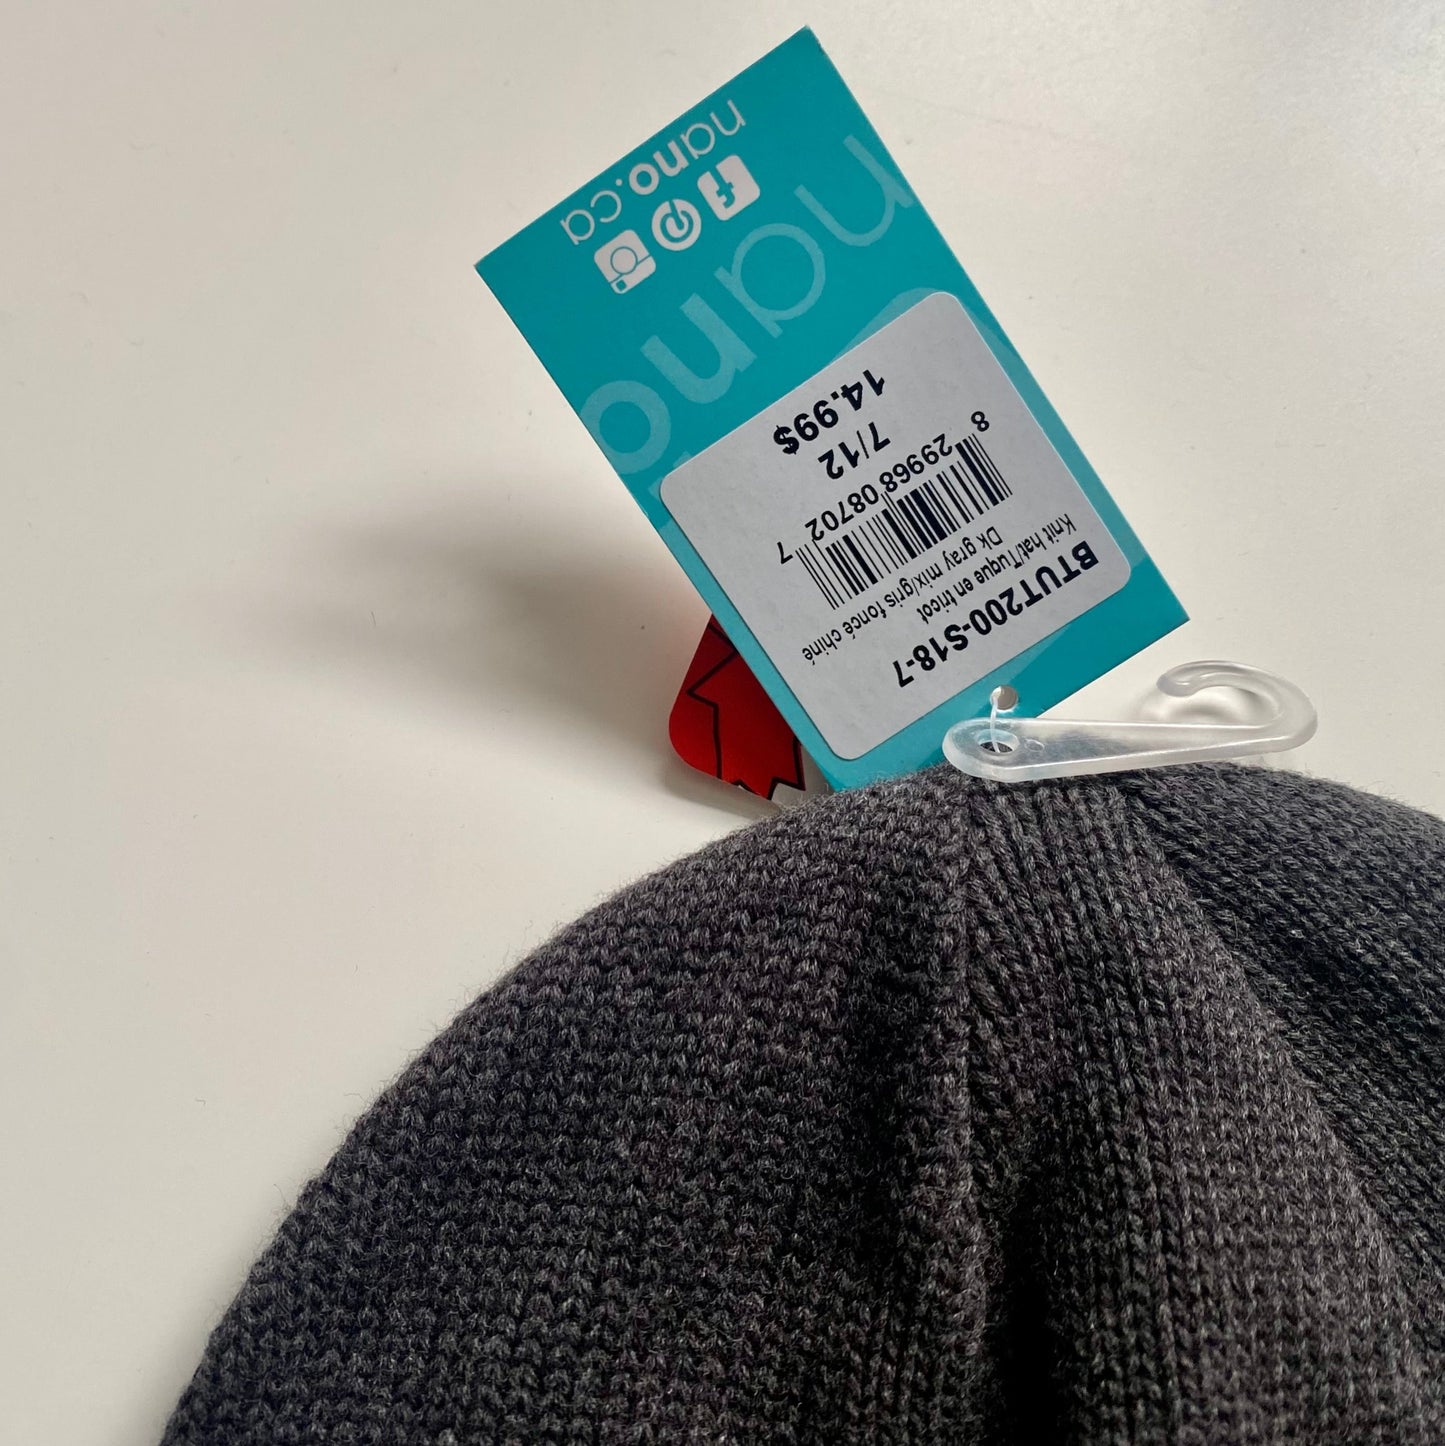 BTUT200-S18-7
Knit hat/Tuque en tricot
Dk gray mix/gris foncé chiné
8 29968 08702 7
7/12
14.99$
nano
nano.ca